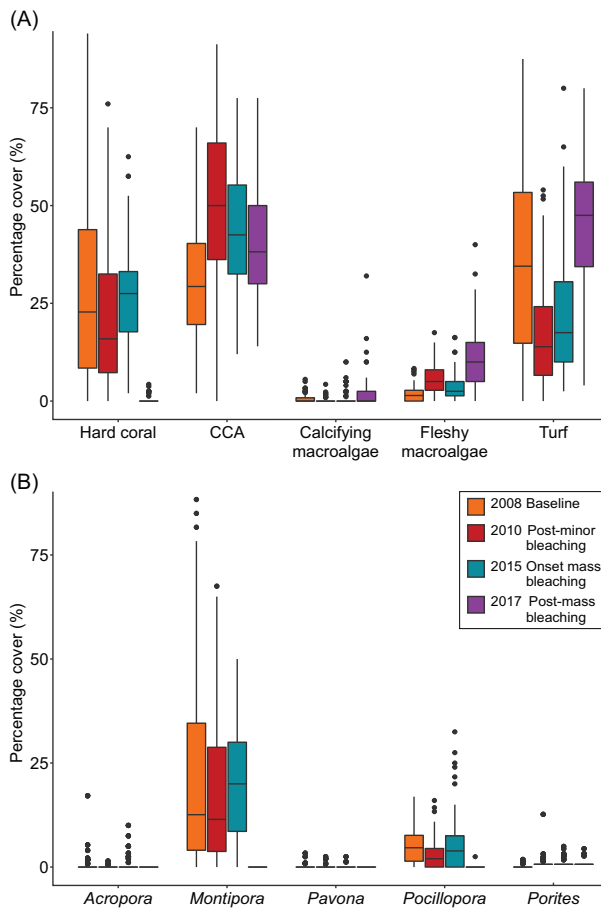 (A)
Percentage cover (%)
75
50
25
0
Hard coral
CCA
Calcifying
macroalgae
Fleshy
macroalgae
Turf
(B)
Percentage cover (%)
75
50
25
0
2008 Baseline
2010 Post-minor
bleaching
2015 Onset mass
bleaching
2017 Post-mass
bleaching
Acropora
Montipora
Pavona
Pocillopora
Porites